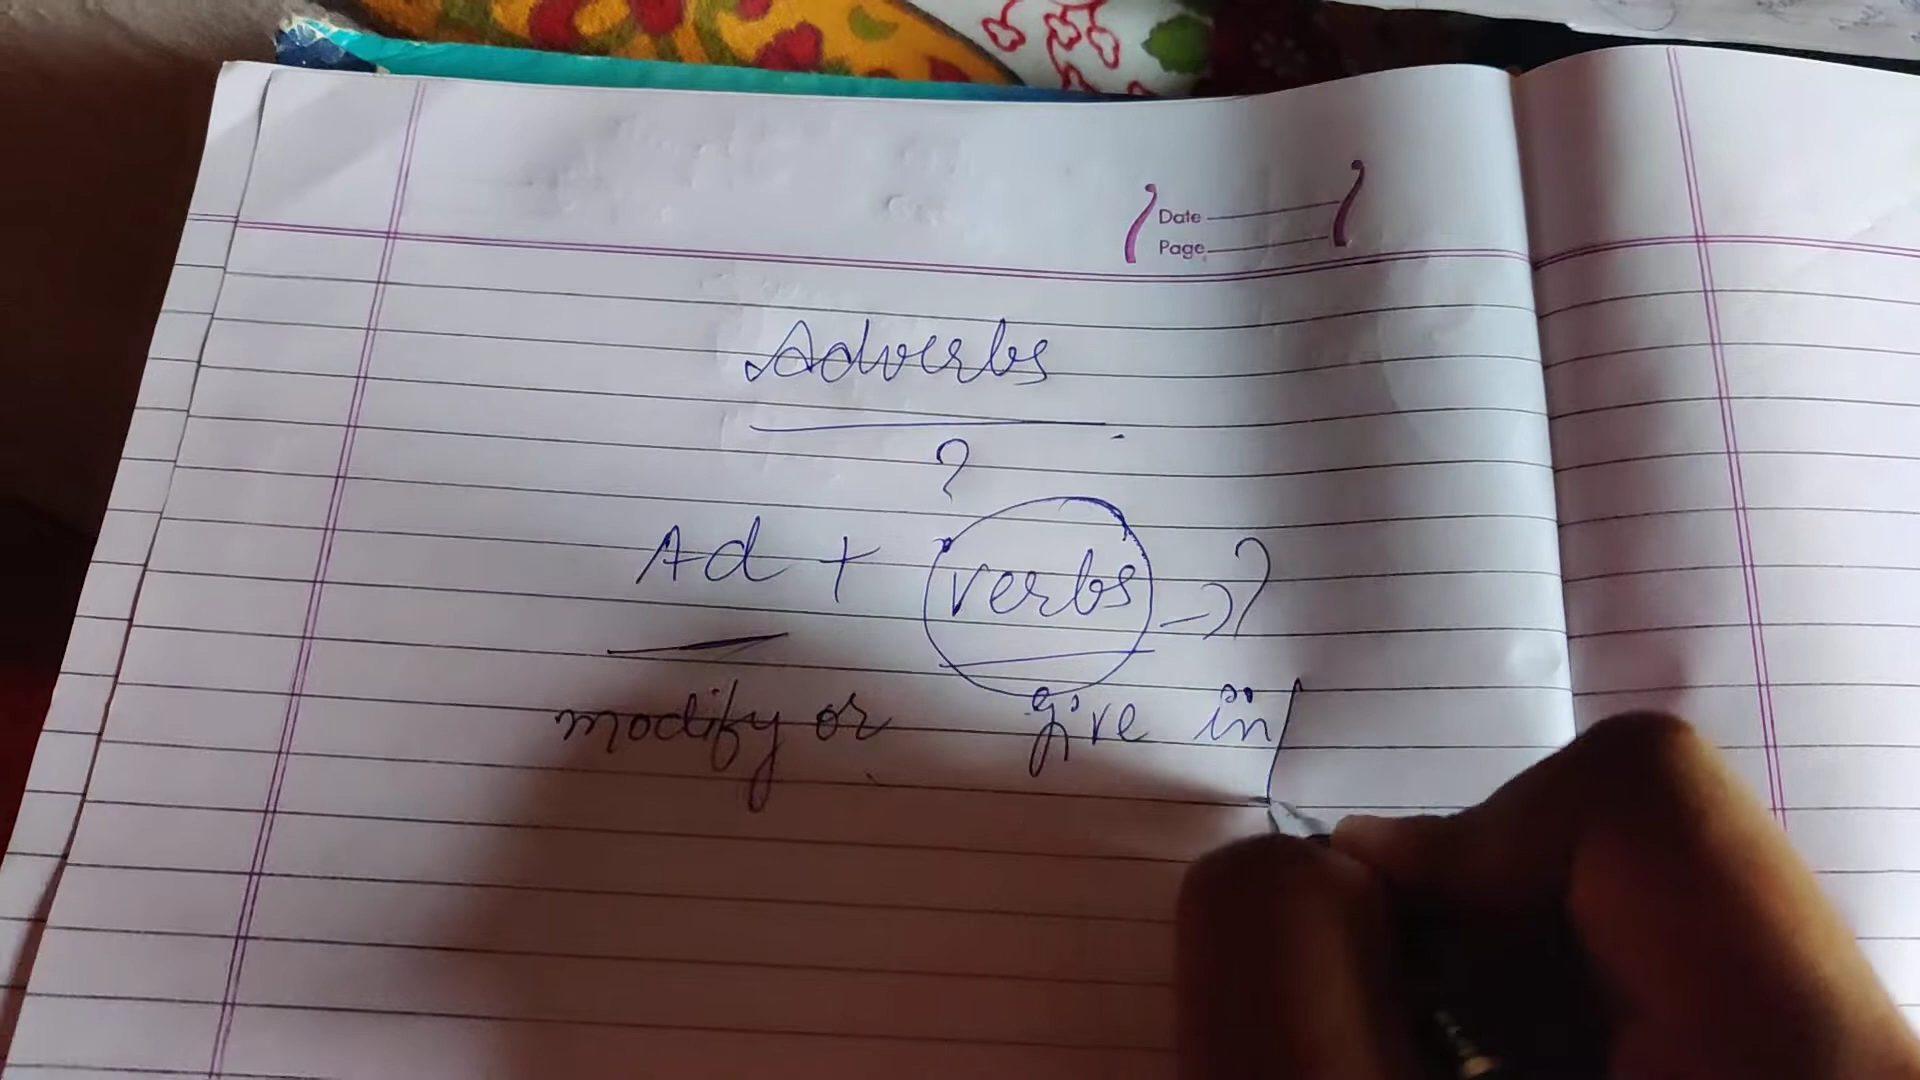 Date
Page
Adverbs
?
Ad + verbs →?
modify or give in